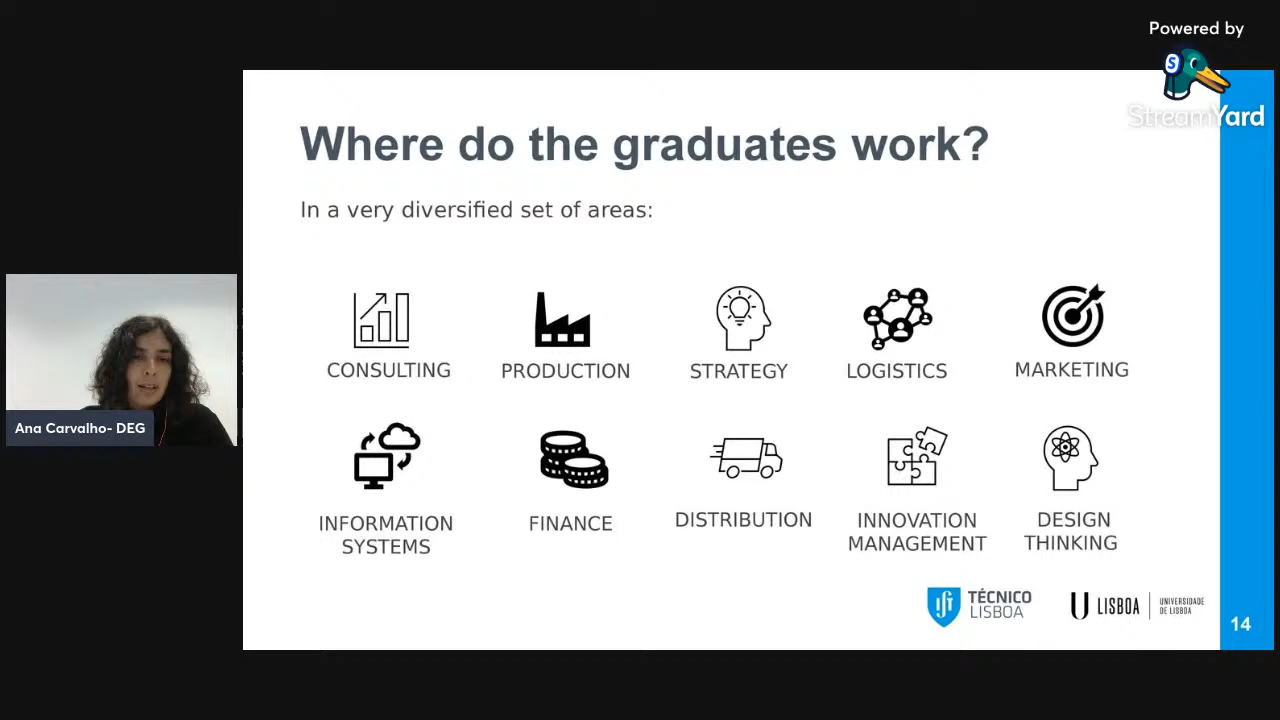 Powered by
StreamYard
Where do the graduates work?
In a very diversified set of areas:
CONSULTING
PRODUCTION
STRATEGY
LOGISTICS
MARKETING
Ana Carvalho- DEG
INFORMATION
SYSTEMS
FINANCE
DISTRIBUTION
INNOVATION
MANAGEMENT
DESIGN
THINKING
TÉCNICO
LISBOA
U LISBOA
UNIVERSIDADE
DE LISBOA
14